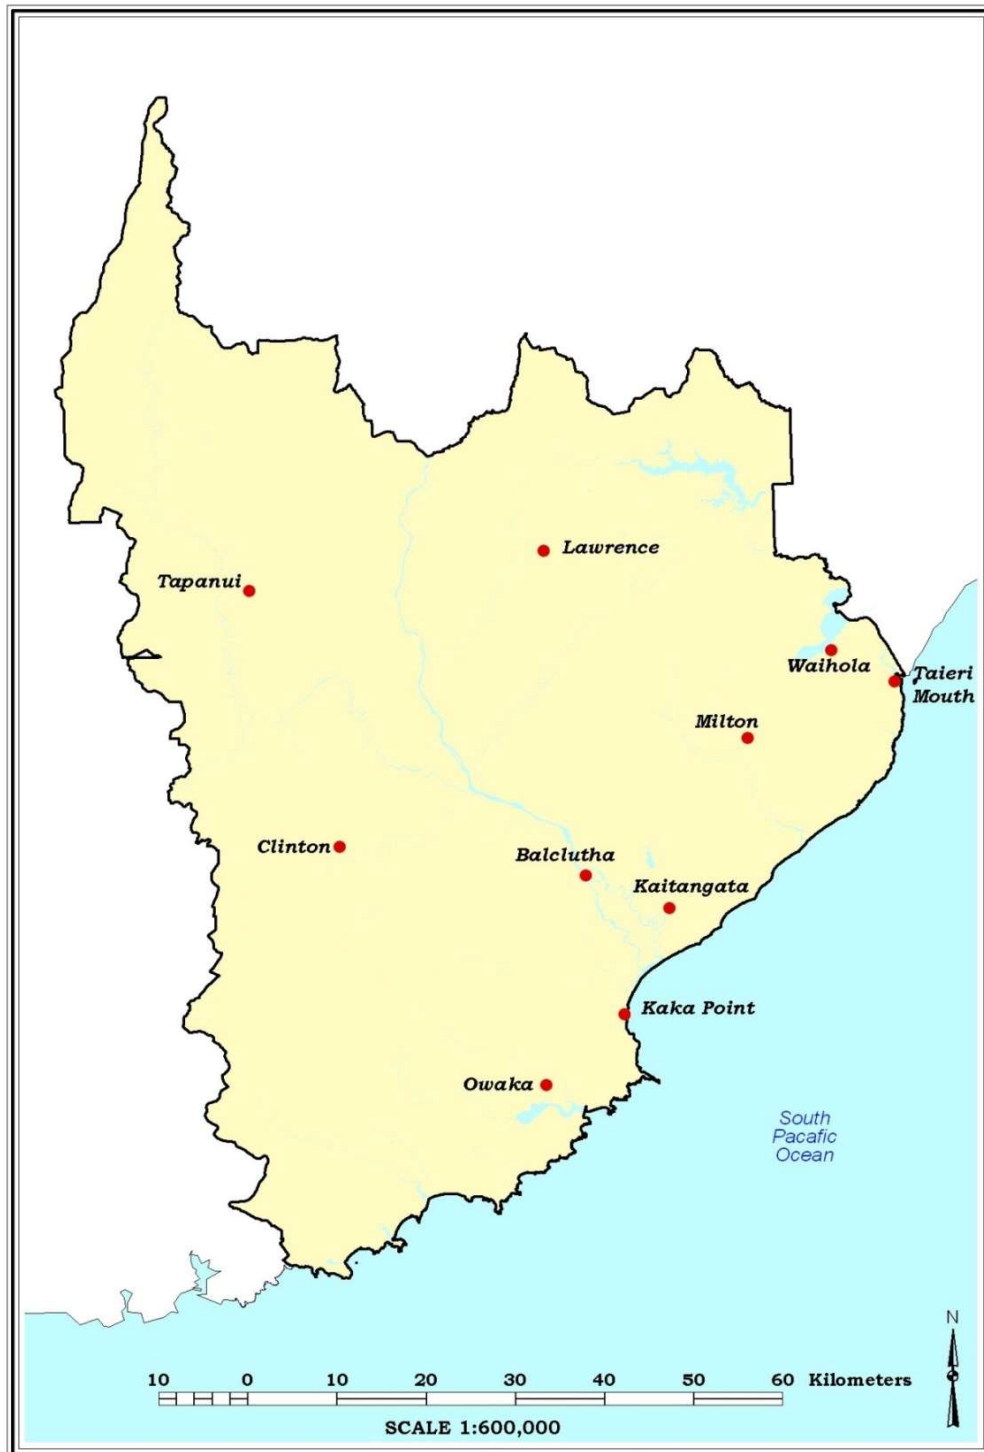 Lawrence
Tapanui
Waihola
Taieri
Mouth
Milton
Clinton
Balclutha
Kaitangata
Kaka Point
Owaka
South
Pacafic
Ocean
N
10 0 10 20 30 40 50 60 Kilometers
SCALE 1:600,000